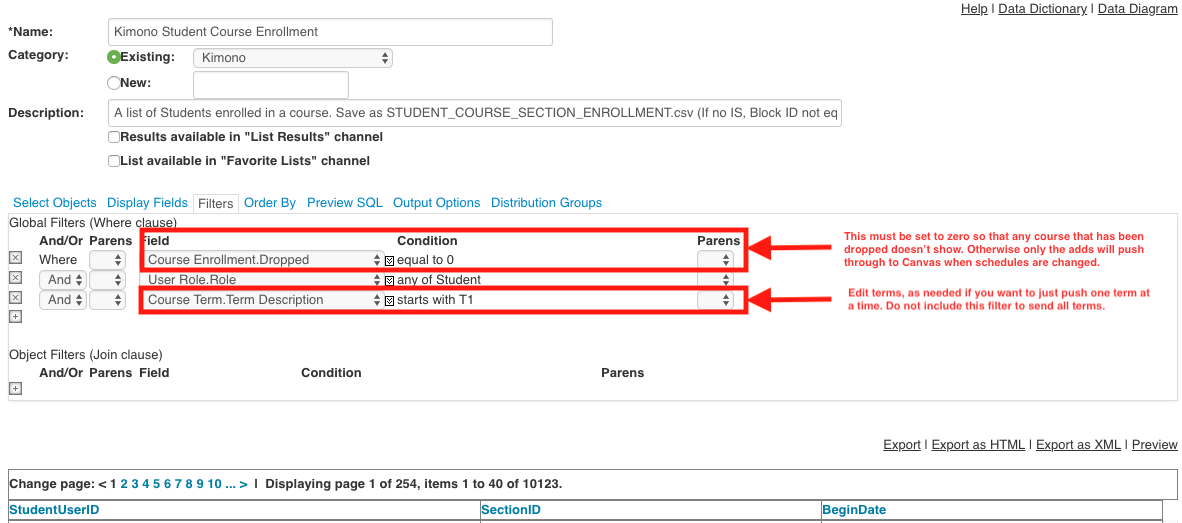 Help | Data Dictionary | Data Diagram
*Name: Kimono Student Course Enrollment
Category: Existing: Kimono
New:
Description: A list of Students enrolled in a course. Save as STUDENT_COURSE_SECTION_ENROLLMENT.csv (If no IS, Block ID not eq
Results available in "List Results" channel
List available in "Favorite Lists" channel
Select Objects Display Fields Filters Order By Preview SQL Output Options Distribution Groups
Global Filters (Where clause)
And/Or Parens Field Condition Parens
Where Course Enrollment.Dropped equal to 0
And User Role.Role any of Student
And Course Term.Term Description starts with T1
This must be set to zero so that any course that has been
dropped doesn't show. Otherwise only the adds will push
through to Canvas when schedules are changed.
Edit terms, as needed if you want to just push one term at
a time. Do not include this filter to send all terms.
Object Filters (Join clause)
And/Or Parens Field Condition Parens
Export | Export as HTML | Export as XML | Preview
Change page: < 1 2 3 4 5 6 7 8 9 10 ... > | Displaying page 1 of 254, items 1 to 40 of 10123.
StudentUserID SectionID BeginDate